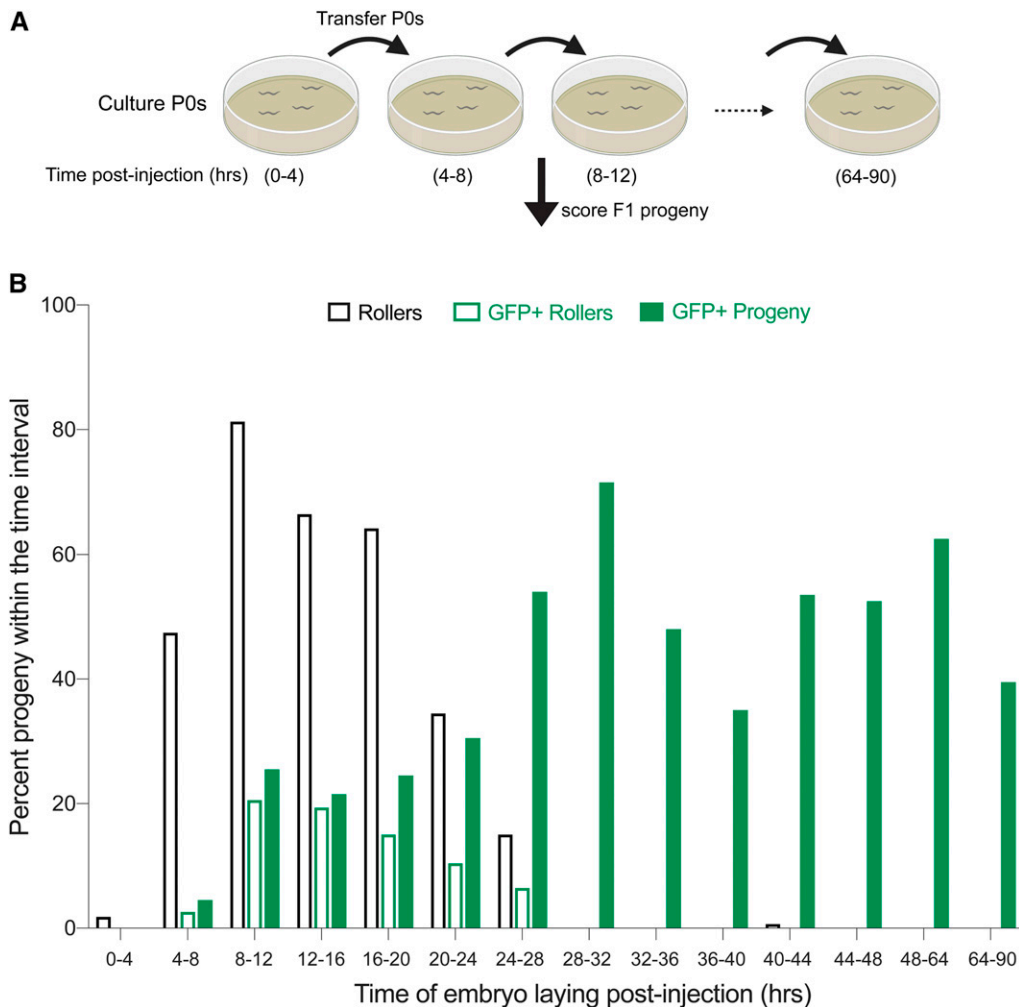 A
Transfer P0s
Culture P0s
Time post-injection (hrs) (0-4) (4-8) (8-12) (64-90)
score F1 progeny
B
Rollers GFP+ Rollers GFP+ Progeny
Percent progeny within the time interval
100
80
60
40
20
0
0-4 4-8 8-12 12-16 16-20 20-24 24-28 28-32 32-36 36-40 40-44 44-48 48-64 64-90
Time of embryo laying post-injection (hrs)